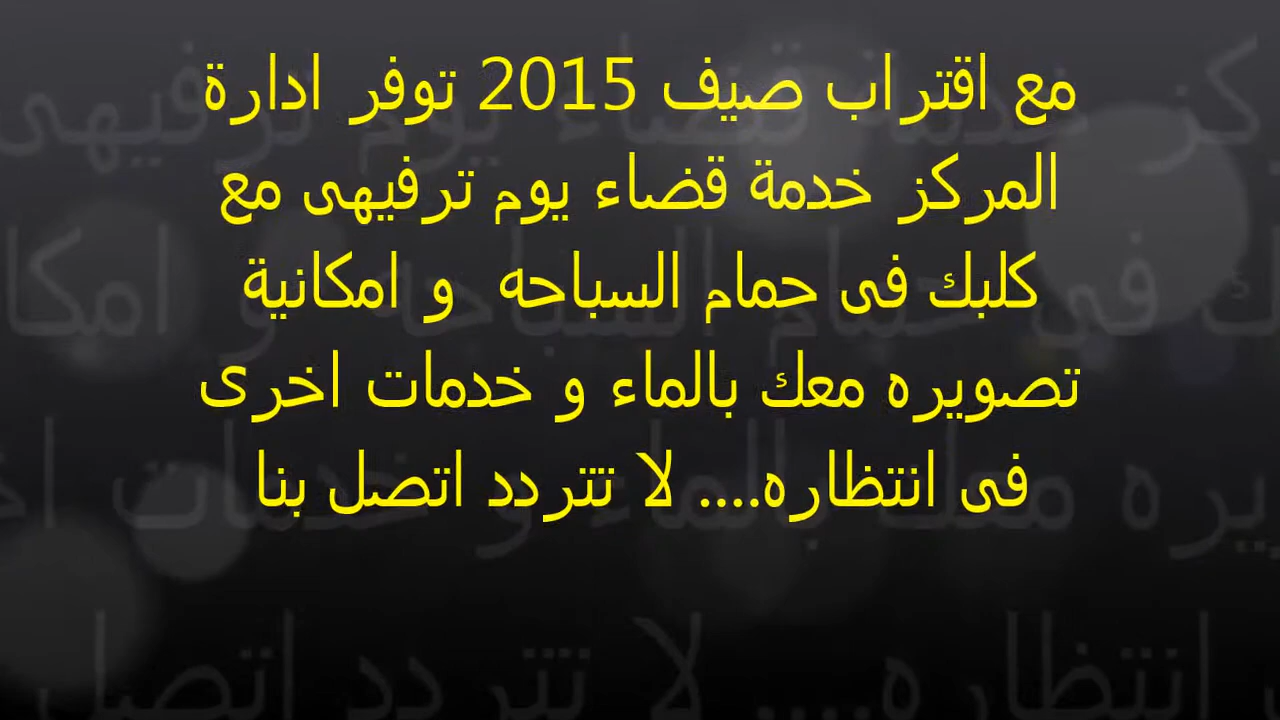 مع اقتراب صيف 2015 توفر ادارة
المركز خدمة قضاء يوم ترفيهى مع
كلبك فى حمام السباحه و امكانية
تصويره معك بالماء و خدمات اخرى
فى انتظاره.... لا تتردد اتصل بنا